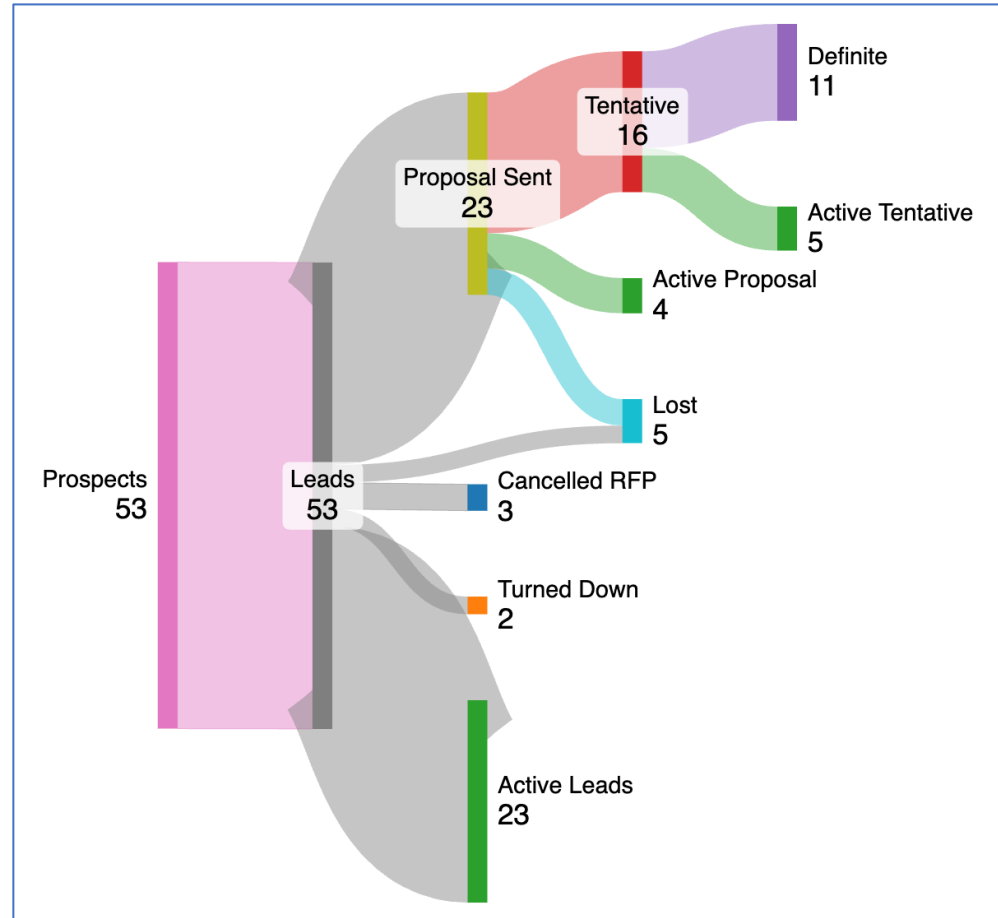 Definite
11
Tentative
16
Proposal Sent
23
Active Tentative
5
Active Proposal
4
Lost
5
Prospects
53
Leads
53
Cancelled RFP
3
Turned Down
2
Active Leads
23